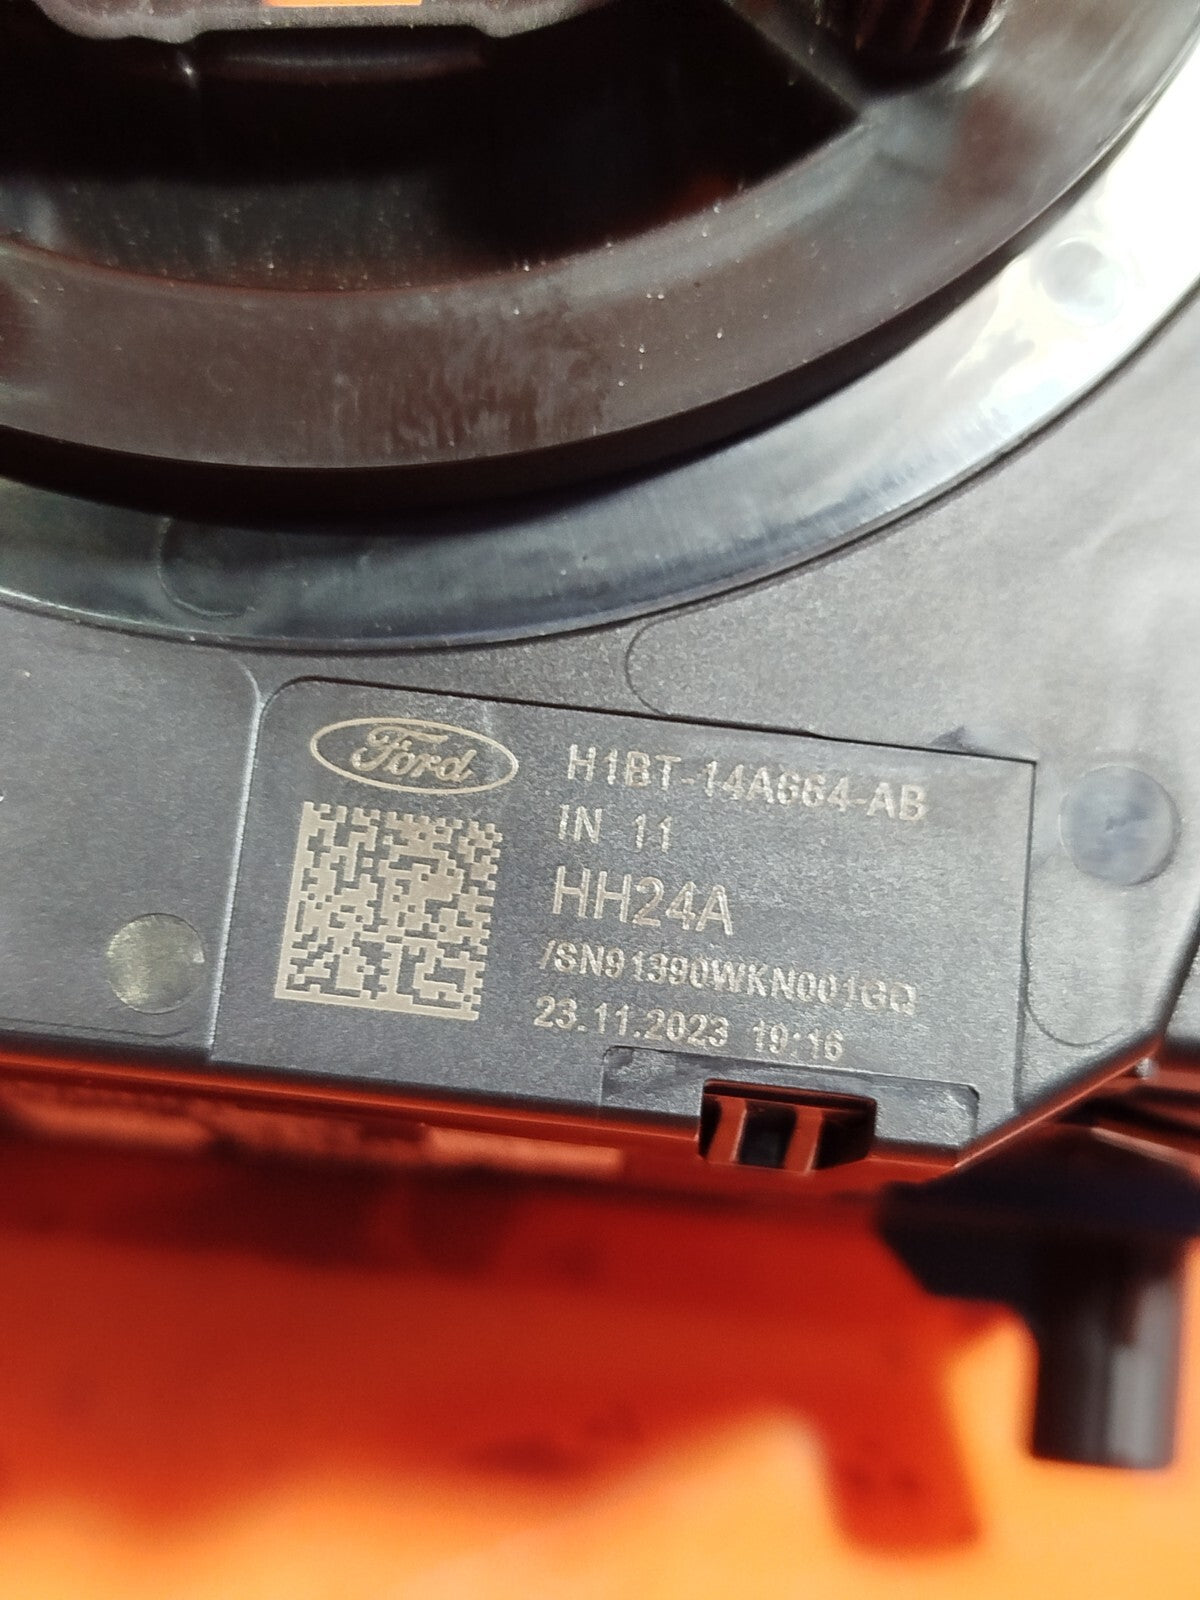 Ford
H1BT-14A664-AB
IN 11
HH24A
/SN91390WKN001GQ
23.11.2023 19:16